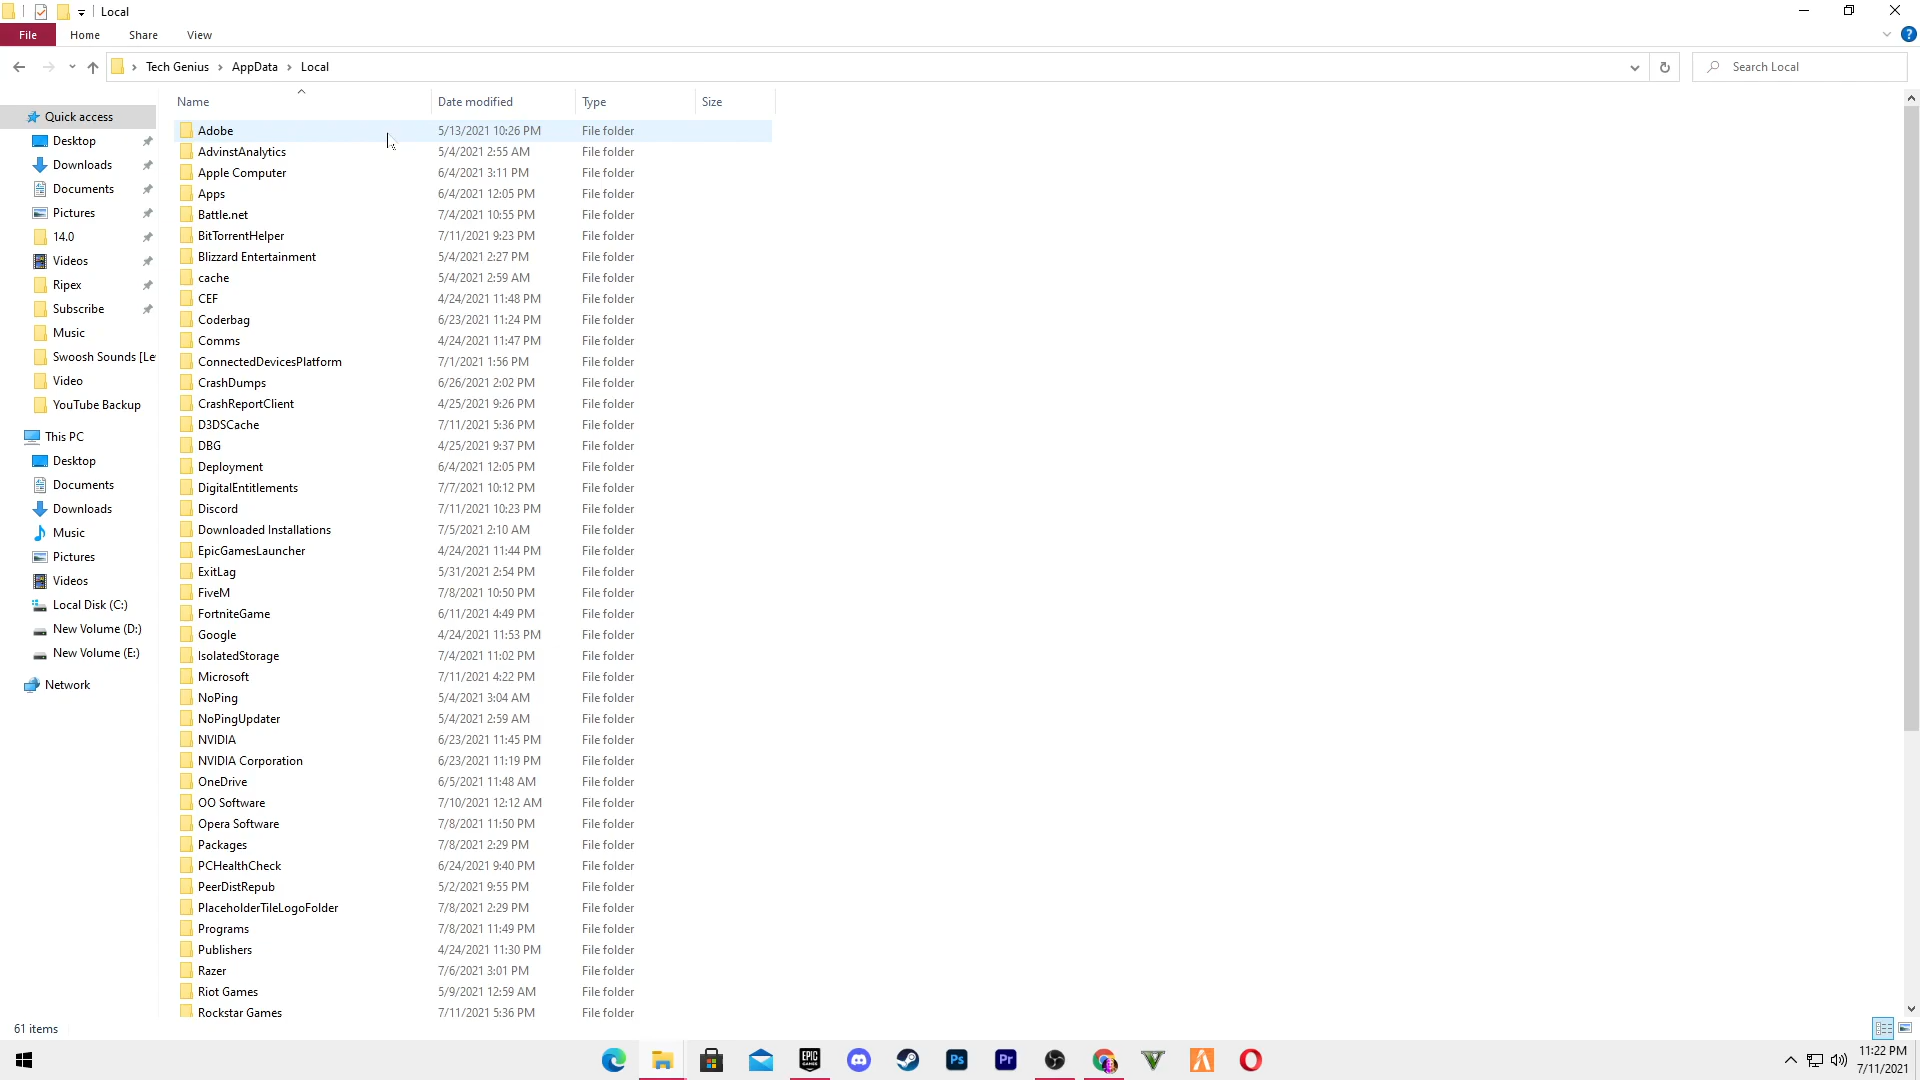 Local
File Home Share View
Tech Genius AppData Local Search Local
Name Date modified Type Size
Quick access
Desktop
Downloads
Documents
Pictures
14.0
Videos
Ripex
Subscribe
Music
Swoosh Sounds [Le
Video
YouTube Backup
This PC
Desktop
Documents
Downloads
Music
Pictures
Videos
Local Disk (C:)
New Volume (D:)
New Volume (E:)
Network
Adobe 5/13/2021 10:26 PM File folder
AdvinstAnalytics 5/4/2021 2:55 AM File folder
Apple Computer 6/4/2021 3:11 PM File folder
Apps 6/4/2021 12:05 PM File folder
Battle.net 7/4/2021 10:55 PM File folder
BitTorrentHelper 7/11/2021 9:23 PM File folder
Blizzard Entertainment 5/4/2021 2:27 PM File folder
cache 5/4/2021 2:59 AM File folder
CEF 4/24/2021 11:48 PM File folder
Coderbag 6/23/2021 11:24 PM File folder
Comms 4/24/2021 11:47 PM File folder
ConnectedDevicesPlatform 7/1/2021 1:56 PM File folder
CrashDumps 6/26/2021 2:02 PM File folder
CrashReportClient 4/25/2021 9:26 PM File folder
D3DSCache 7/11/2021 5:36 PM File folder
DBG 4/25/2021 9:37 PM File folder
Deployment 6/4/2021 12:05 PM File folder
DigitalEntitlements 7/7/2021 10:12 PM File folder
Discord 7/11/2021 10:23 PM File folder
Downloaded Installations 7/5/2021 2:10 AM File folder
EpicGamesLauncher 4/24/2021 11:44 PM File folder
ExitLag 5/31/2021 2:54 PM File folder
FiveM 7/8/2021 10:50 PM File folder
FortniteGame 6/11/2021 4:49 PM File folder
Google 4/24/2021 11:53 PM File folder
IsolatedStorage 7/4/2021 11:02 PM File folder
Microsoft 7/11/2021 4:22 PM File folder
NoPing 5/4/2021 3:04 AM File folder
NoPingUpdater 5/4/2021 2:59 AM File folder
NVIDIA 6/23/2021 11:45 PM File folder
NVIDIA Corporation 6/23/2021 11:19 PM File folder
OneDrive 6/5/2021 11:48 AM File folder
OO Software 7/10/2021 12:12 AM File folder
Opera Software 7/8/2021 11:50 PM File folder
Packages 7/8/2021 2:29 PM File folder
PCHealthCheck 6/24/2021 9:40 PM File folder
PeerDistRepub 5/2/2021 9:55 PM File folder
PlaceholderTileLogoFolder 7/8/2021 2:29 PM File folder
Programs 7/8/2021 11:49 PM File folder
Publishers 4/24/2021 11:30 PM File folder
Razer 7/6/2021 3:01 PM File folder
Riot Games 5/9/2021 12:59 AM File folder
Rockstar Games 7/11/2021 5:36 PM File folder
61 items
EPIC GAMES Ps Pr
11:22 PM
7/11/2021